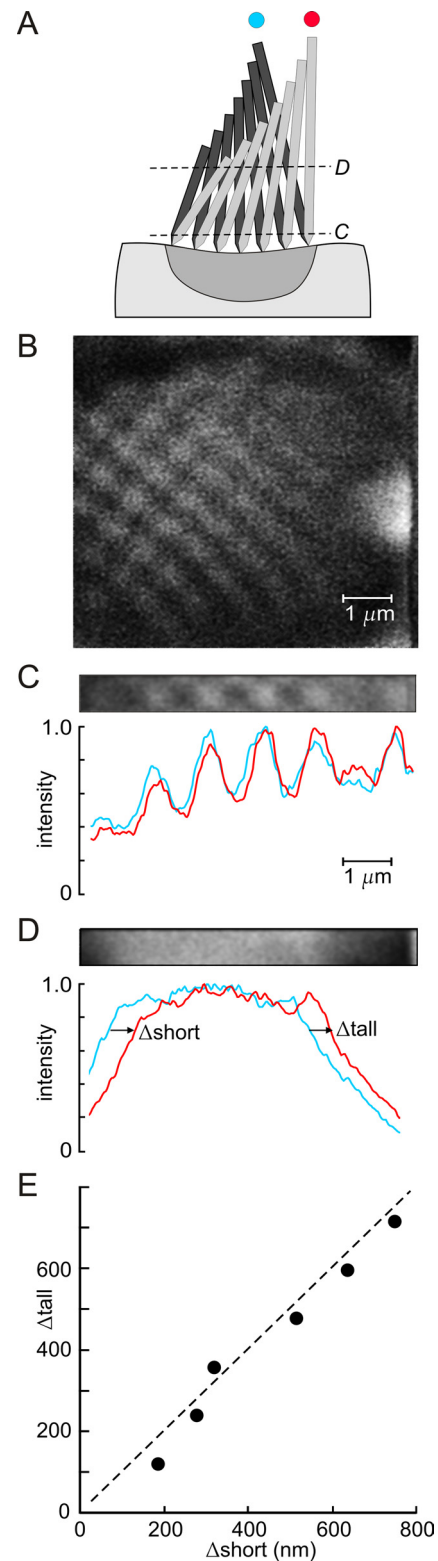 A
D
C
B
1 μm
C
1.0
intensity
0
1 μm
D
1.0
intensity
0
Δshort
Δtall
E
600
400
200
0
Δtall
0 200 400 600 800
Δshort (nm)